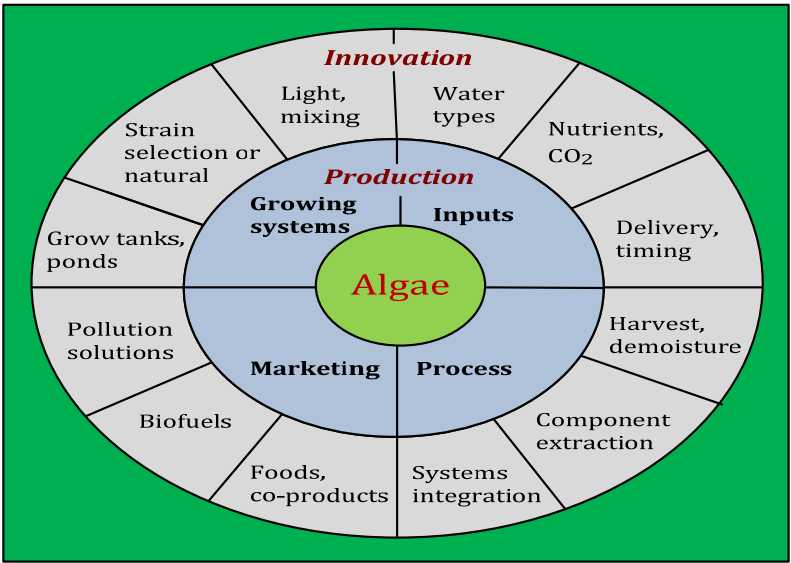 Innovation
Light,
mixing
Water
types
Strain
selection or
natural
Nutrients,
CO2
Production
Growing
systems
Inputs
Grow tanks,
ponds
Delivery,
timing
Algae
Pollution
solutions
Harvest,
demoisture
Marketing
Process
Biofuels
Component
extraction
Foods,
co-products
Systems
integration